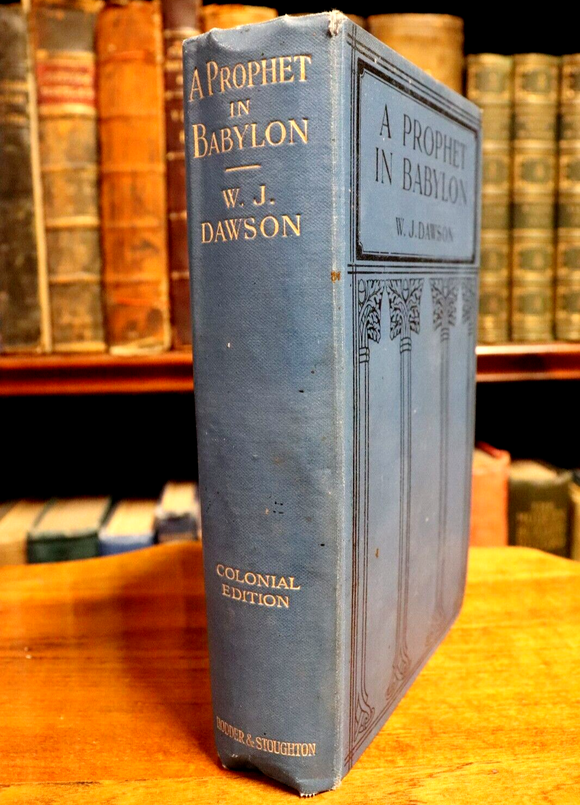 A PROPHET
IN
BABYLON
W. J.
DAWSON
COLONIAL
EDITION
HODDER & STOUGHTON
A PROPHET
IN BABYLON
W. J. DAWSON